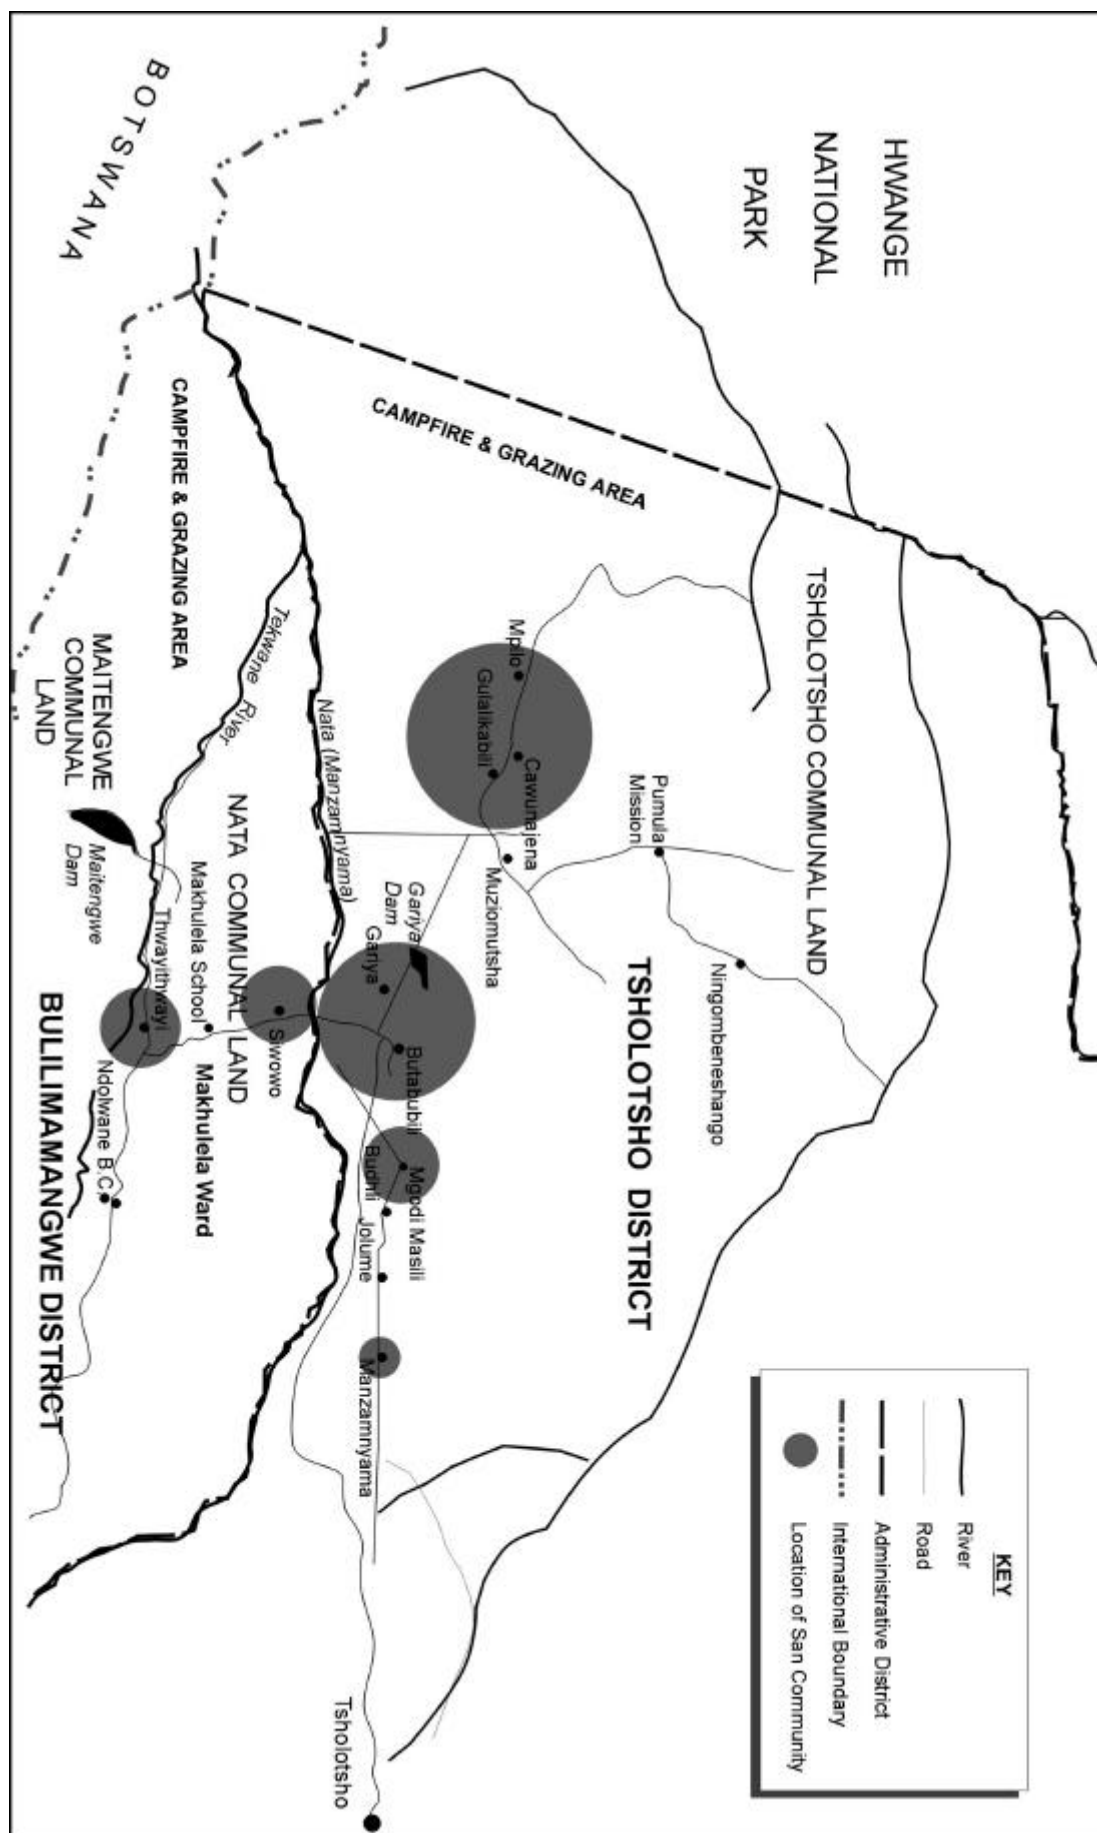 HWANGE
NATIONAL
PARK
BOTSWANA
CAMPFIRE & GRAZING AREA
CAMPFIRE & GRAZING AREA
TSHOLOTSHO COMMUNAL LAND
KEY
River
Road
Administrative District
International Boundary
Location of San Community
Pumula
Mission
Ningombeneshango
TSHOLOTSHO DISTRICT
Mpilo
Gulalikabili
Cawunajena
Muziomutsha
Gariya
Dam
Gariya
Butabubili
Mgodi Masili
Budhli
Jolume
Manzamnyama
Tsholotsho
Nata (Manzamnyama)
Tekwane River
NATA COMMUNAL LAND
Siwowo
MAITENGWE
COMMUNAL
LAND
Maitengwe
Dam
Makhulela School
Thwayithwayi
Makhulela Ward
Ndolwane B.C.
BULILIMAMANGWE DISTRICT